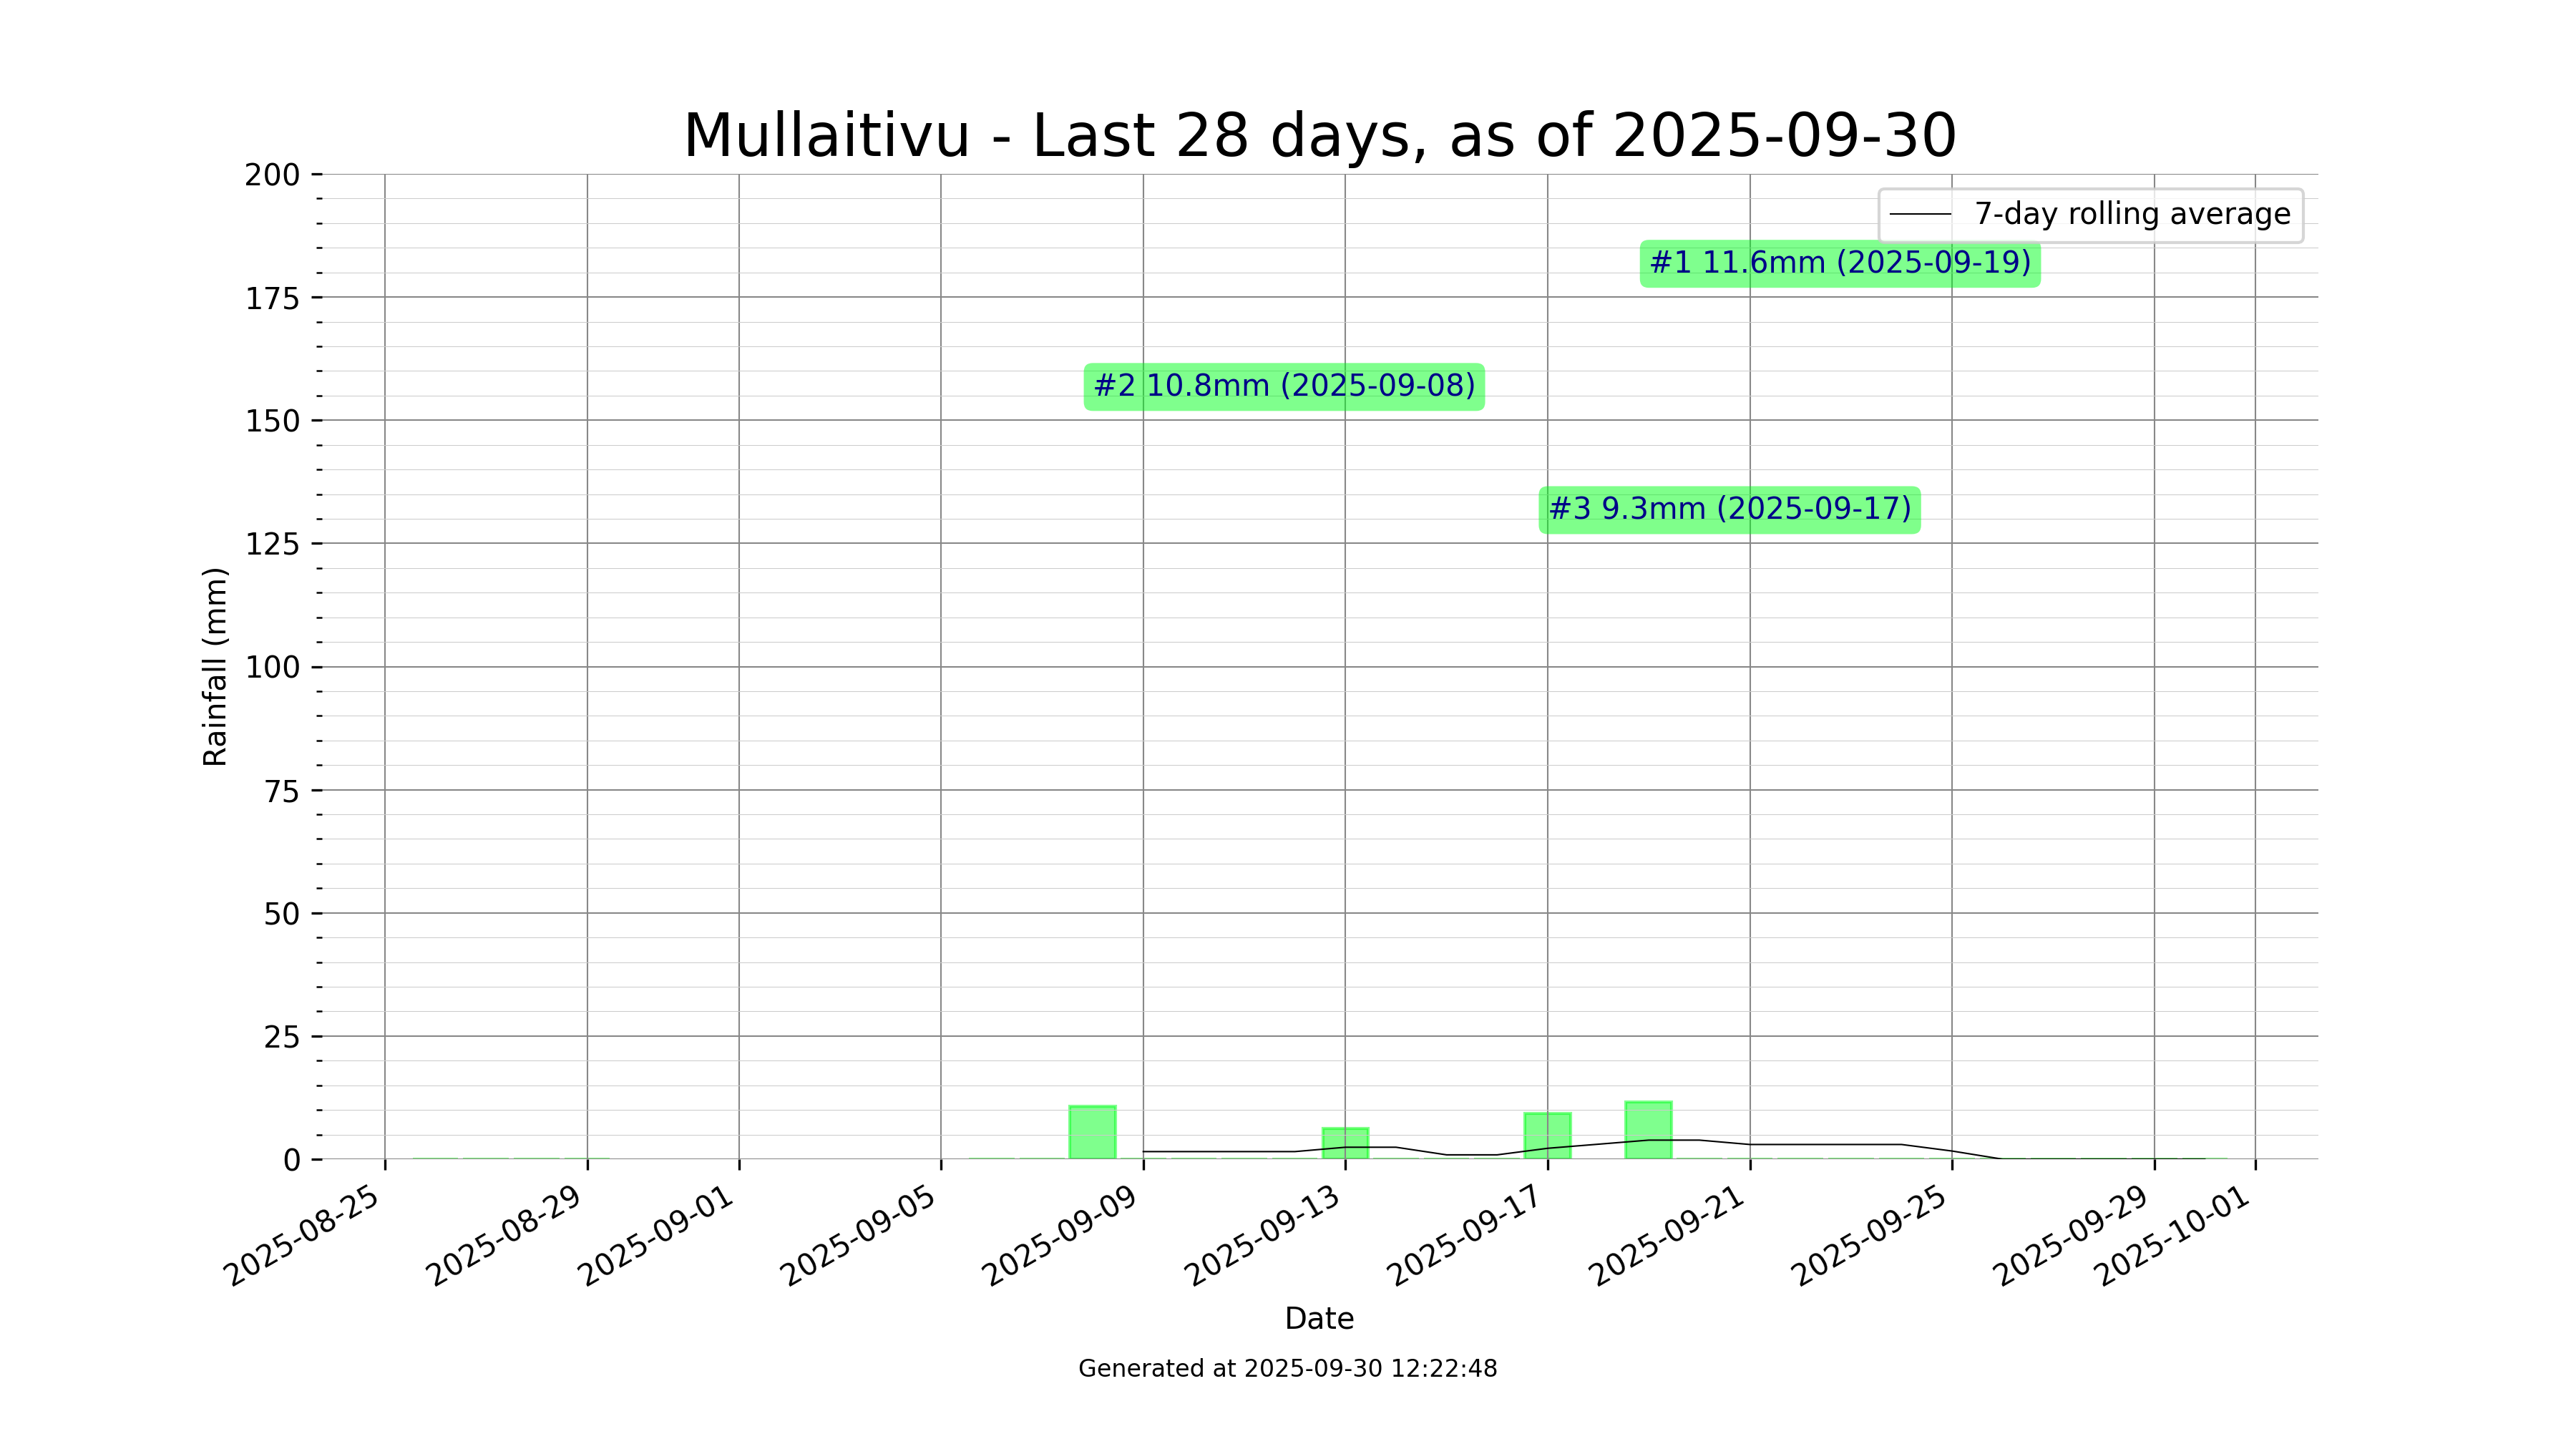 Mullaitivu - Last 28 days, as of 2025-09-30
200
175
150
125
100
75
50
25
0
Rainfall (mm)
7-day rolling average
#1 11.6mm (2025-09-19)
#2 10.8mm (2025-09-08)
#3 9.3mm (2025-09-17)
2025-08-25
2025-08-29
2025-09-01
2025-09-05
2025-09-09
2025-09-13
2025-09-17
2025-09-21
2025-09-25
2025-09-29
2025-10-01
Date
Generated at 2025-09-30 12:22:48